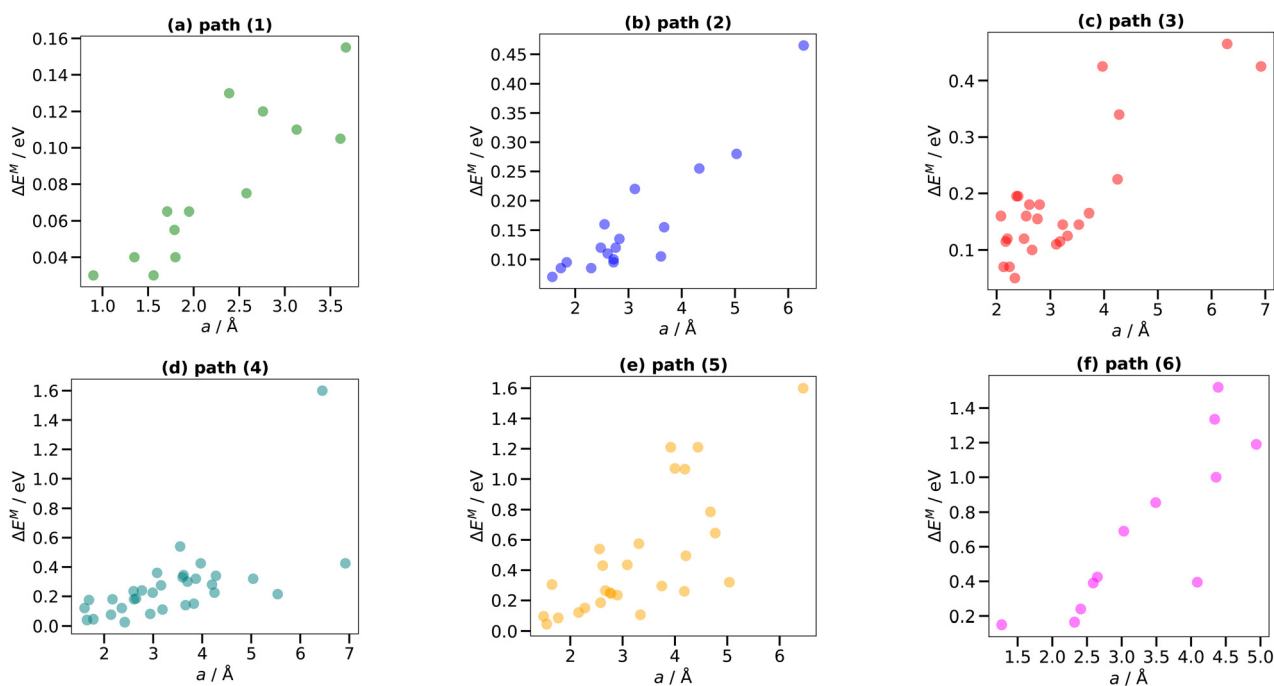 (a) path (1)
0.16
0.14
0.12
0.10
0.08
0.06
0.04
ΔE^M / eV
1.0 1.5 2.0 2.5 3.0 3.5
a / Å
(b) path (2)
0.45
0.35
0.30
0.25
0.20
0.15
0.10
ΔE^M / eV
2 3 4 5 6
a / Å
(c) path (3)
0.4
0.3
0.2
0.1
ΔE^M / eV
2 3 4 5 6 7
a / Å
(d) path (4)
1.6
1.4
1.2
1.0
0.8
0.6
0.4
0.2
0.0
ΔE^M / eV
2 3 4 5 6 7
a / Å
(e) path (5)
1.6
1.4
1.2
1.0
0.8
0.6
0.4
0.2
0.0
ΔE^M / eV
2 3 4 5 6
a / Å
(f) path (6)
1.4
1.2
1.0
0.8
0.6
0.4
0.2
ΔE^M / eV
1.5 2.0 2.5 3.0 3.5 4.0 4.5 5.0
a / Å